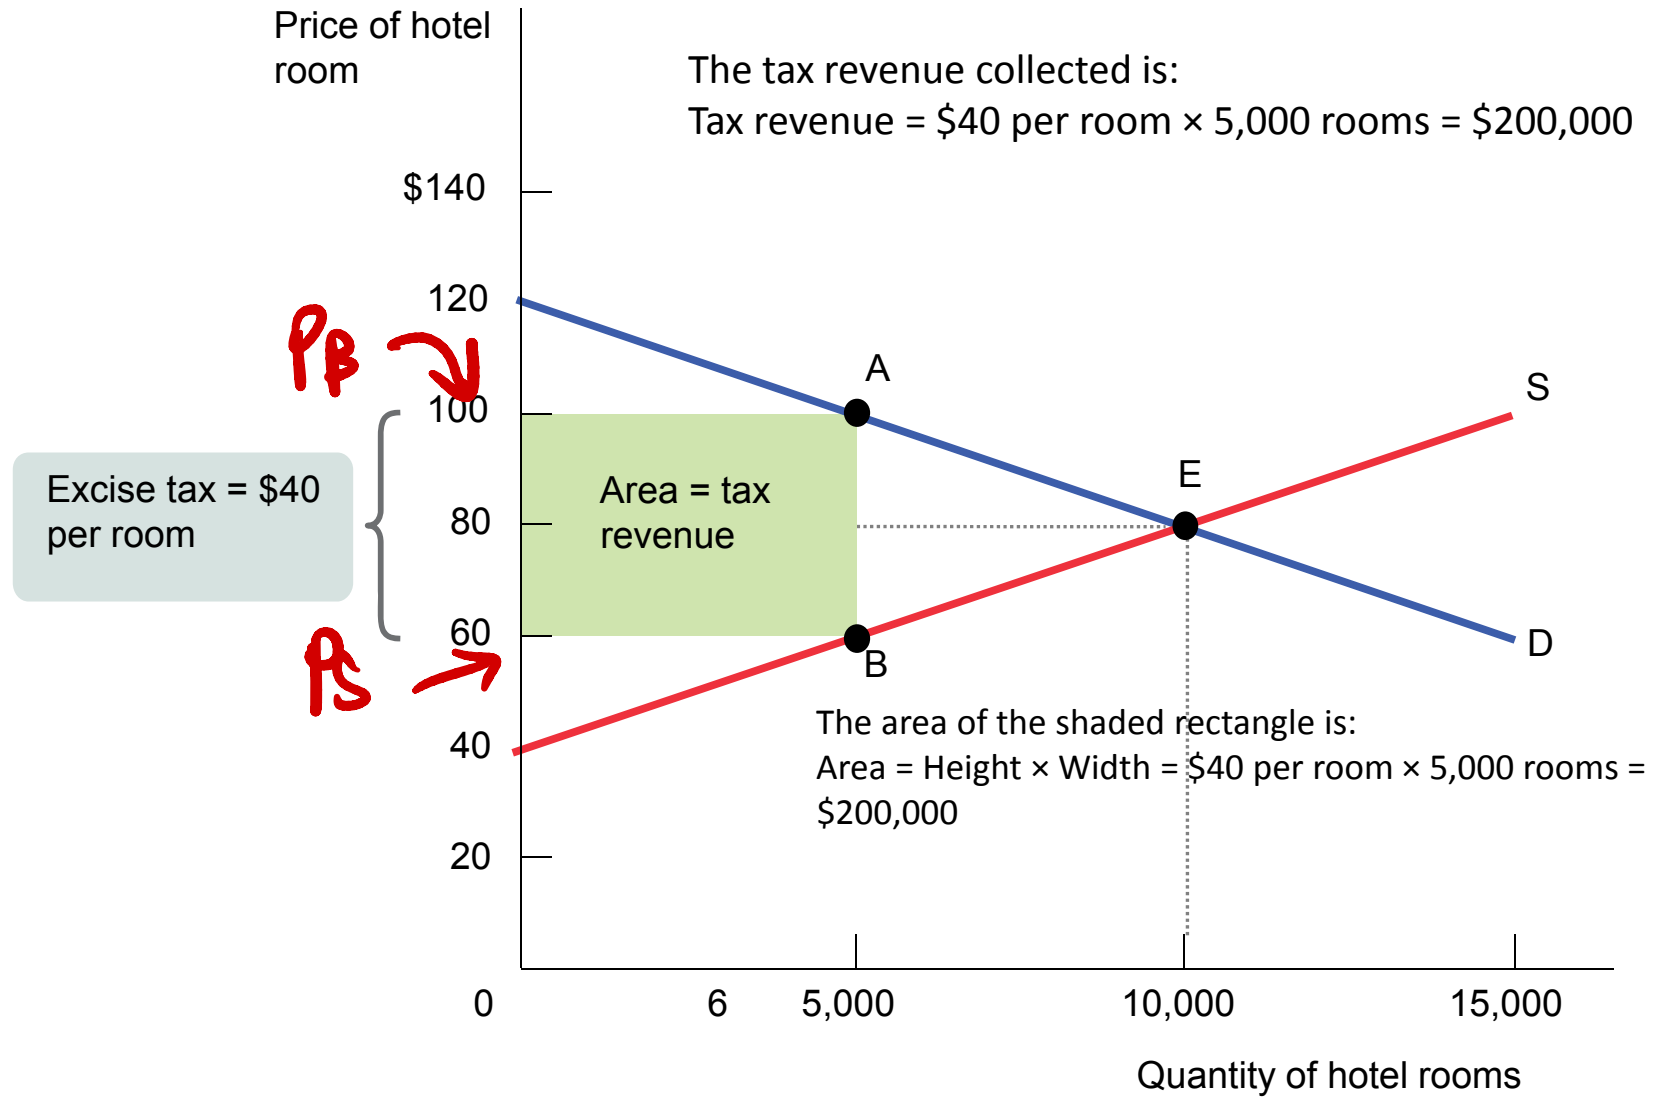 Price of hotel
room
The tax revenue collected is:
Tax revenue = $40 per room × 5,000 rooms = $200,000
$140
120
PB
A
100
S
Excise tax = $40
per room
Area = tax
revenue
E
80
60
PS
B
D
The area of the shaded rectangle is:
Area = Height × Width = $40 per room × 5,000 rooms =
$200,000
40
20
0 6 5,000 10,000 15,000
Quantity of hotel rooms